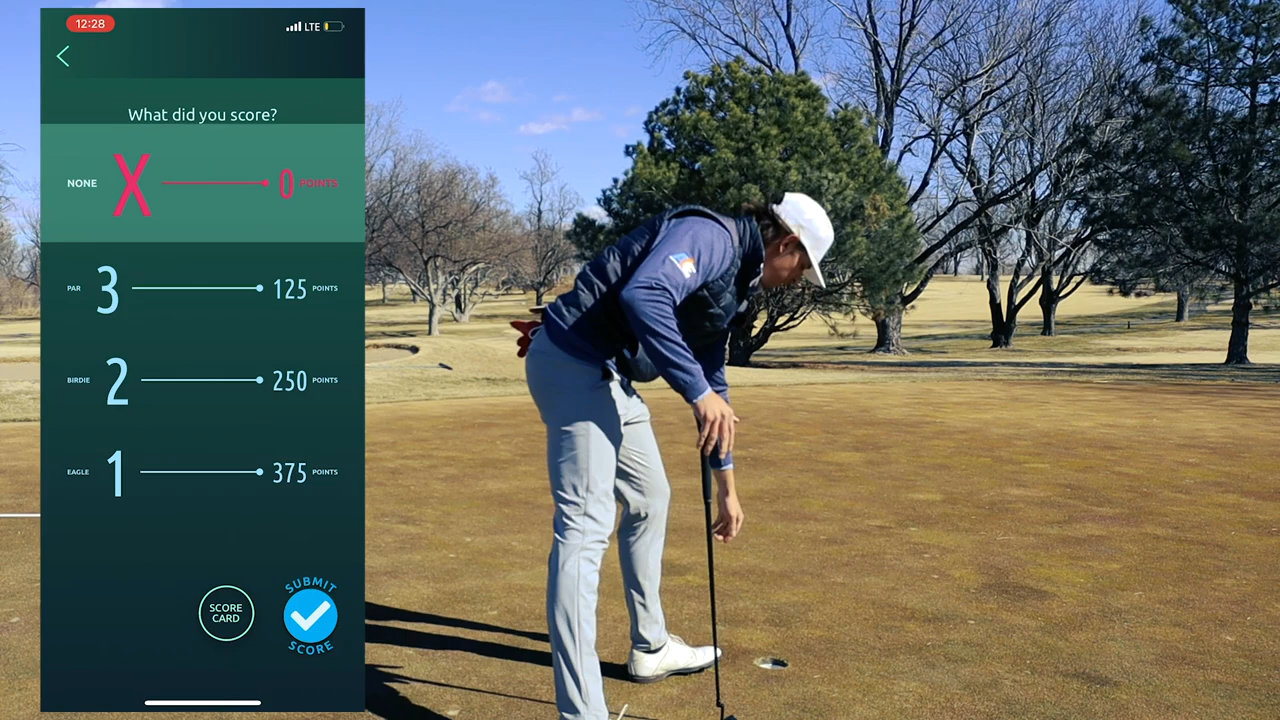 12:28
LTE
What did you score?
NONE X 0 POINTS
PAR 3 125 POINTS
BIRDIE 2 250 POINTS
EAGLE 1 375 POINTS
SCORE
CARD
SUBMIT
SCORE